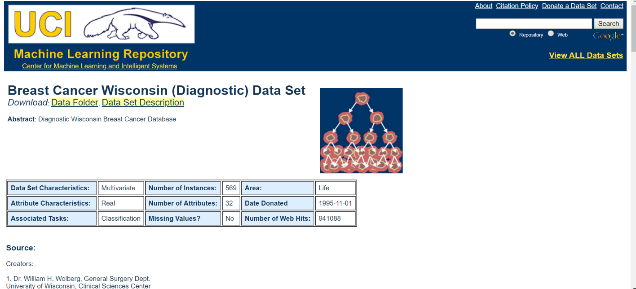 About Citation Policy Donate a Data Set Contact
UCI
Search
Repository Web
Google
Machine Learning Repository
Center for Machine Learning and Intelligent Systems
View ALL Data Sets
Breast Cancer Wisconsin (Diagnostic) Data Set
Download: Data Folder, Data Set Description
Abstract: Diagnostic Wisconsin Breast Cancer Database
Data Set Characteristics: Multivariate Number of Instances: 569 Area: Life
Attribute Characteristics: Real Number of Attributes: 32 Date Donated 1995-11-01
Associated Tasks: Classification Missing Values? No Number of Web Hits: 941088
Source:
Creators:
1. Dr. William H. Wolberg, General Surgery Dept.
University of Wisconsin, Clinical Sciences Center